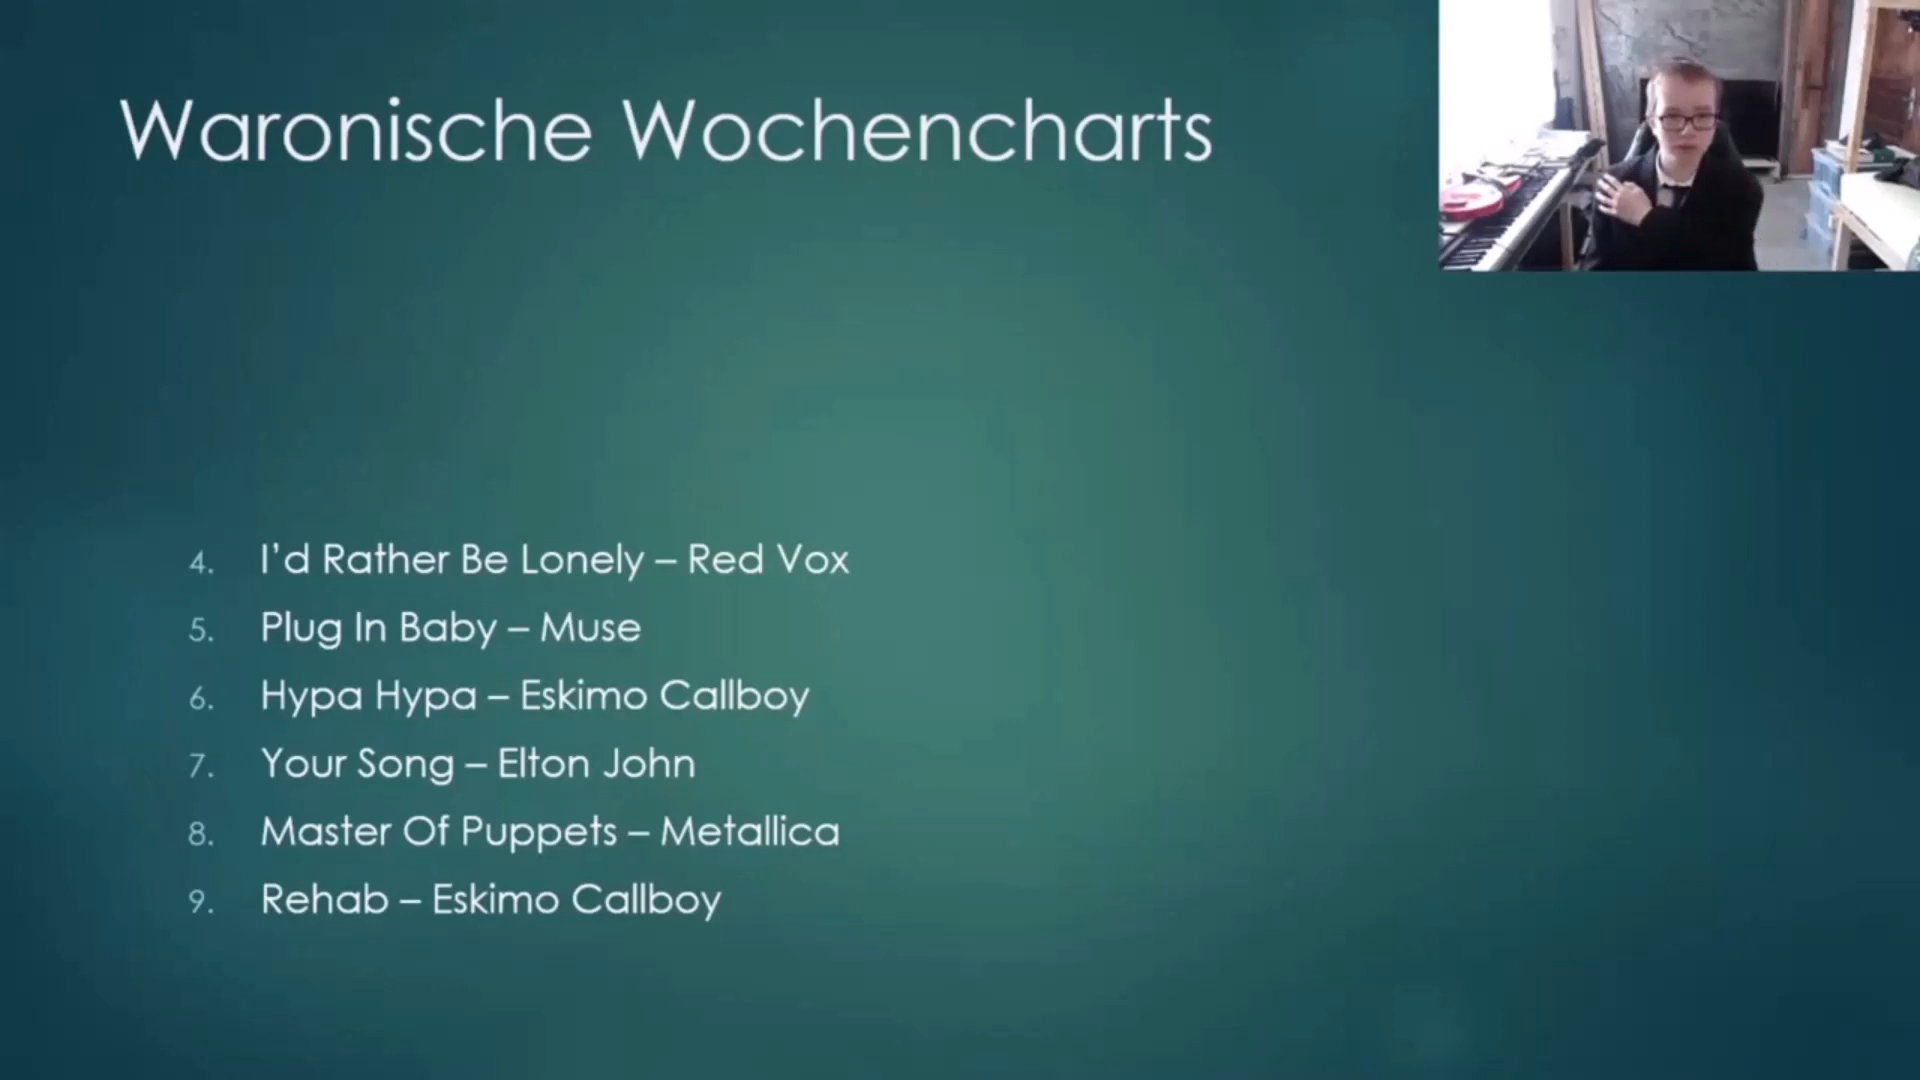 Waronische Wochencharts
4. I’d Rather Be Lonely – Red Vox
5. Plug In Baby – Muse
6. Hypa Hypa – Eskimo Callboy
7. Your Song – Elton John
8. Master Of Puppets – Metallica
9. Rehab – Eskimo Callboy